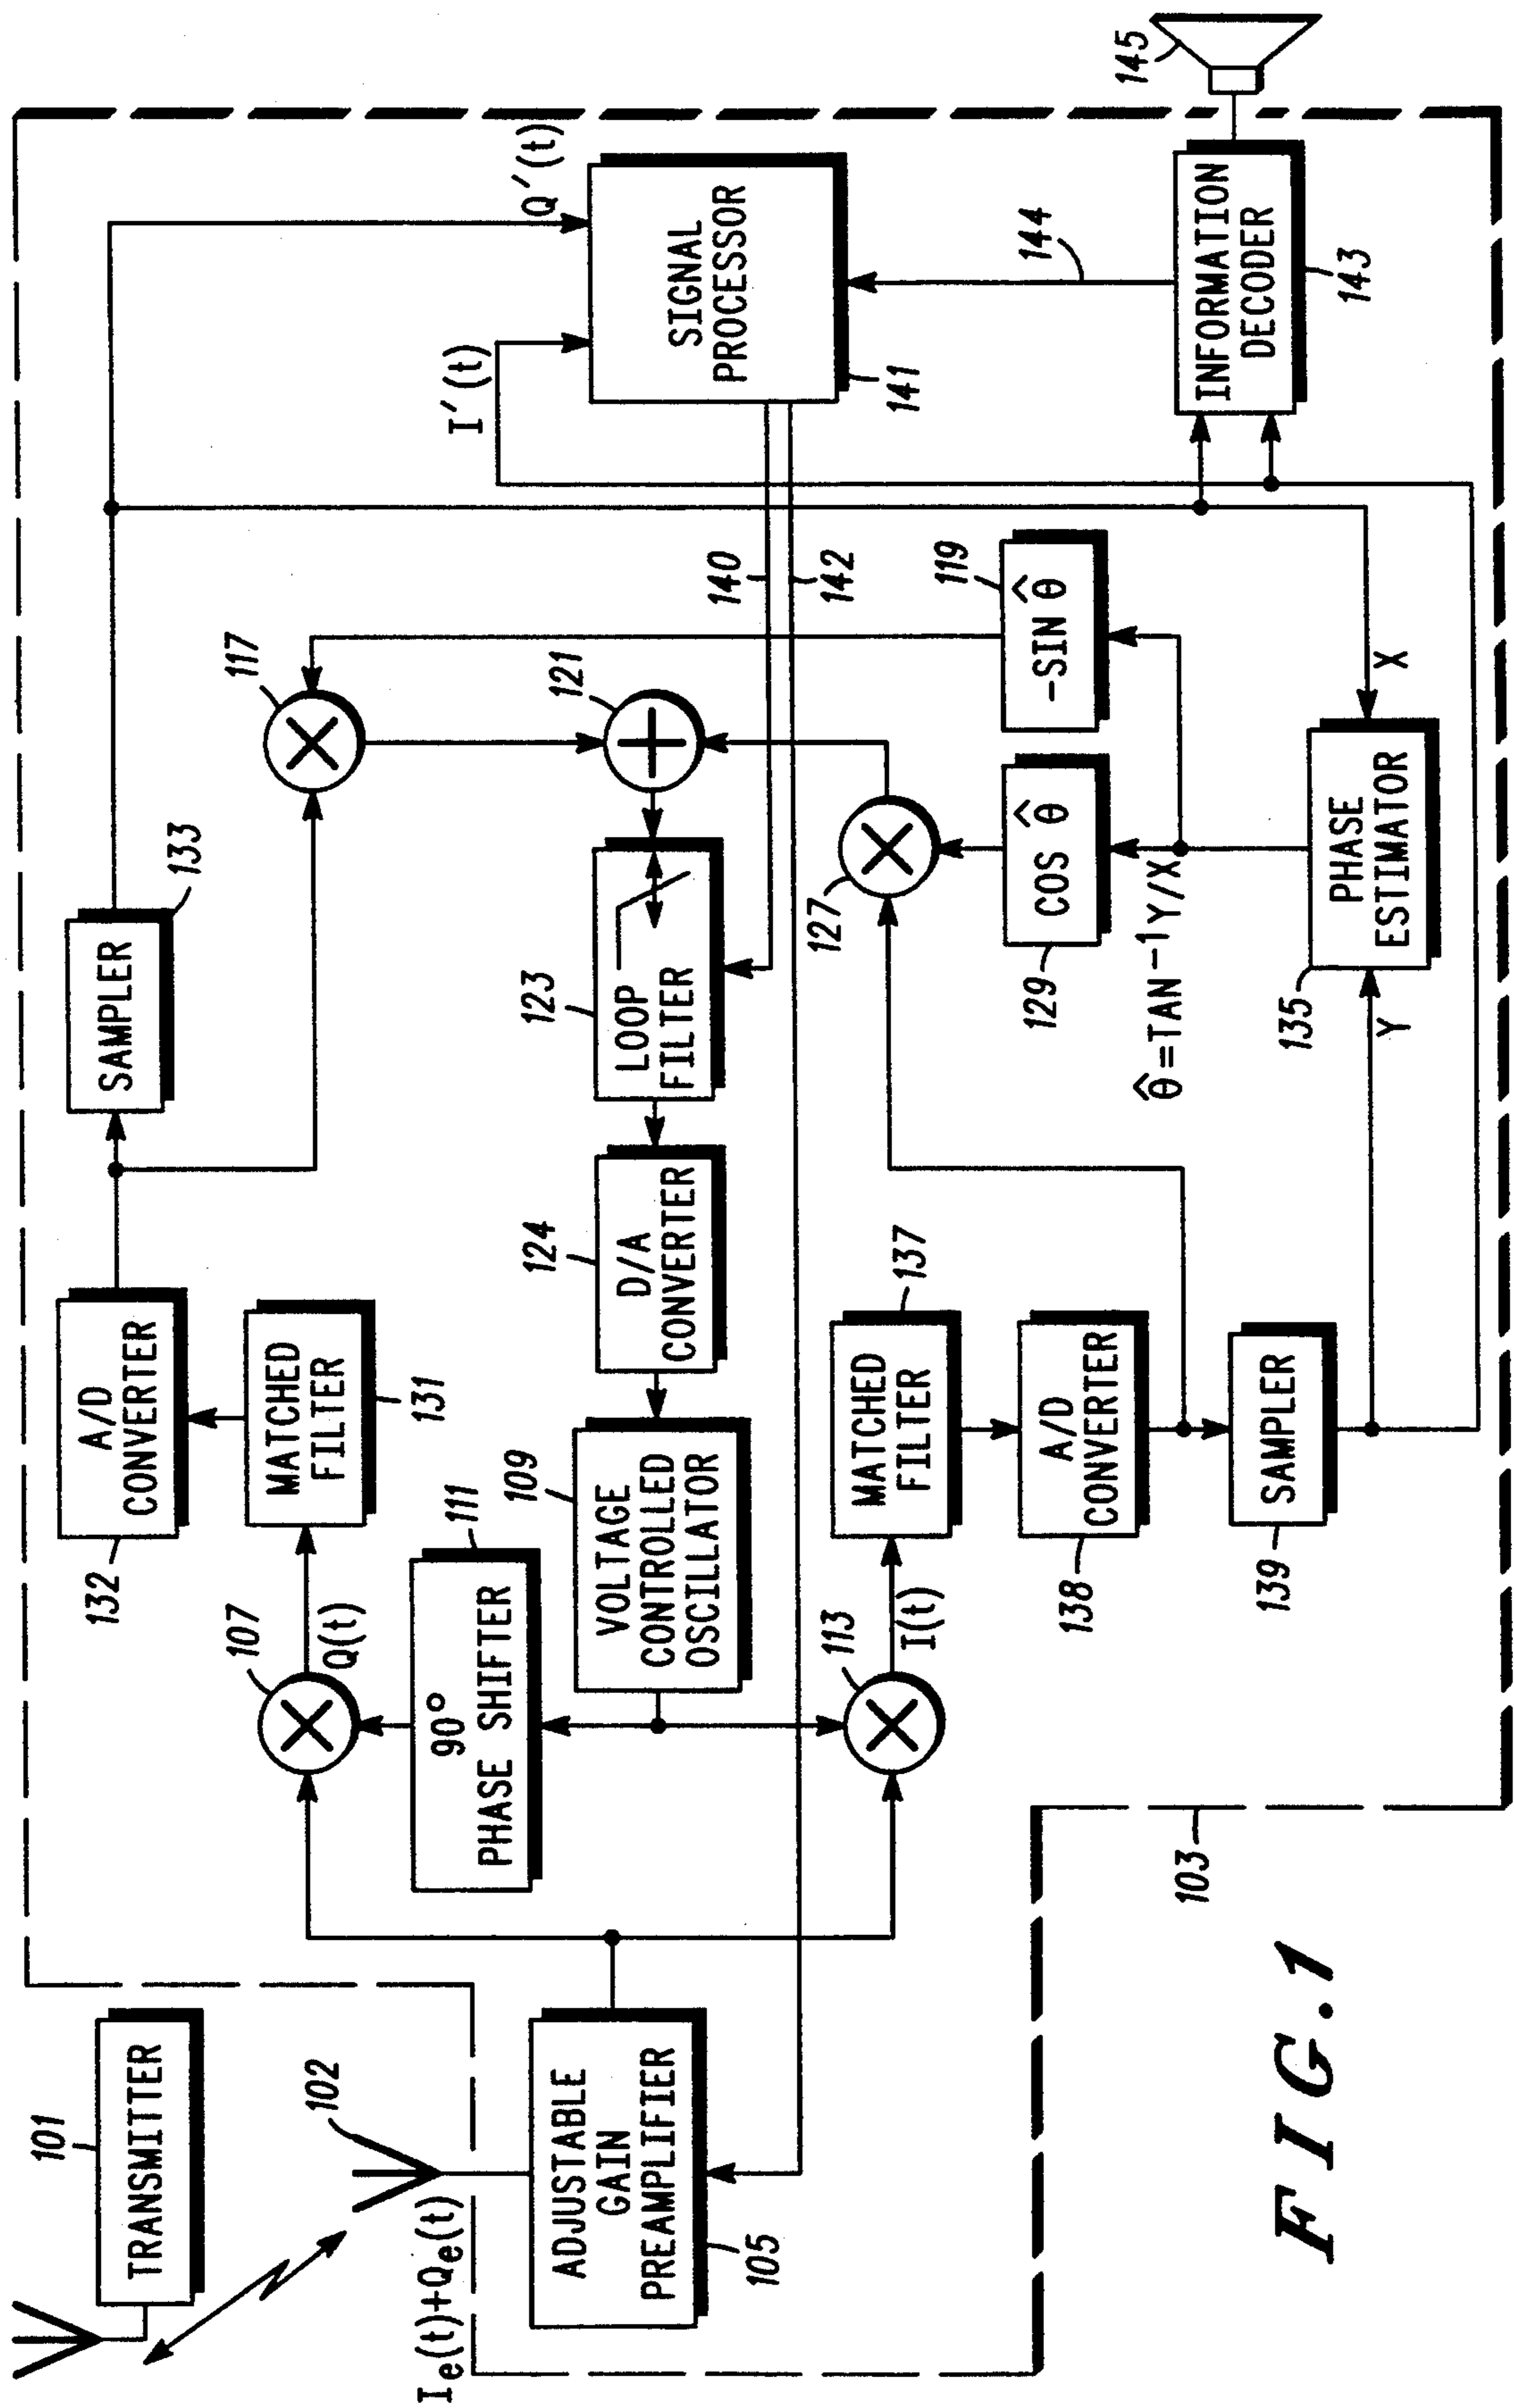 101
TRANSMITTER
102
I_e(t)+Q_e(t)
ADJUSTABLE
GAIN
PREAMPLIFIER
105
107
Q(t)
90°
PHASE SHIFTER
111
109
VOLTAGE
CONTROLLED
OSCILLATOR
113
I(t)
A/D
CONVERTER
132
MATCHED
FILTER
131
124
D/A
CONVERTER
MATCHED
FILTER
137
A/D
CONVERTER
138
SAMPLER
139
SAMPLER
133
123
LOOP
FILTER
117
121
127
COS θ̂
129
θ̂=TAN⁻¹Y/X
-SIN θ̂
119
135
PHASE
ESTIMATOR
Y
X
140
142
I′(t)
Q′(t)
SIGNAL
PROCESSOR
141
144
INFORMATION
DECODER
143
145
103
FIG.1